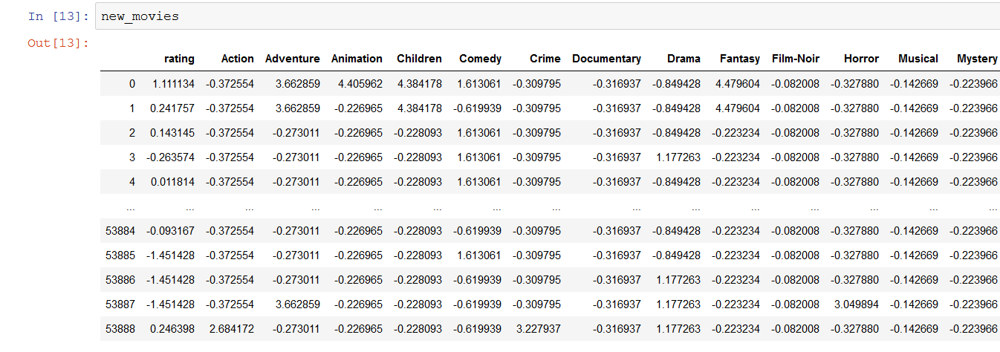 In [13]: new_movies
Out[13]:
rating Action Adventure Animation Children Comedy Crime Documentary Drama Fantasy Film-Noir Horror Musical Mystery
0 1.111134 -0.372554 3.662859 4.405962 4.384178 1.613061 -0.309795 -0.316937 -0.849428 4.479604 -0.082008 -0.327880 -0.142669 -0.223966
1 0.241757 -0.372554 3.662859 -0.226965 4.384178 -0.619939 -0.309795 -0.316937 -0.849428 4.479604 -0.082008 -0.327880 -0.142669 -0.223966
2 0.143145 -0.372554 -0.273011 -0.226965 -0.228093 1.613061 -0.309795 -0.316937 -0.849428 -0.223234 -0.082008 -0.327880 -0.142669 -0.223966
3 -0.263574 -0.372554 -0.273011 -0.226965 -0.228093 1.613061 -0.309795 -0.316937 1.177263 -0.223234 -0.082008 -0.327880 -0.142669 -0.223966
4 0.011814 -0.372554 -0.273011 -0.226965 -0.228093 1.613061 -0.309795 -0.316937 -0.849428 -0.223234 -0.082008 -0.327880 -0.142669 -0.223966
... ... ... ... ... ... ... ... ... ... ... ... ... ... ...
53884 -0.093167 -0.372554 -0.273011 -0.226965 -0.228093 -0.619939 -0.309795 -0.316937 -0.849428 -0.223234 -0.082008 -0.327880 -0.142669 -0.223966
53885 -1.451428 -0.372554 -0.273011 -0.226965 -0.228093 1.613061 -0.309795 -0.316937 -0.849428 -0.223234 -0.082008 -0.327880 -0.142669 -0.223966
53886 -1.451428 -0.372554 -0.273011 -0.226965 -0.228093 -0.619939 -0.309795 -0.316937 1.177263 -0.223234 -0.082008 -0.327880 -0.142669 -0.223966
53887 -1.451428 -0.372554 3.662859 -0.226965 -0.228093 -0.619939 -0.309795 -0.316937 1.177263 -0.223234 -0.082008 3.049894 -0.142669 -0.223966
53888 0.246398 2.684172 -0.273011 -0.226965 -0.228093 -0.619939 3.227937 -0.316937 1.177263 -0.223234 -0.082008 -0.327880 -0.142669 -0.223966